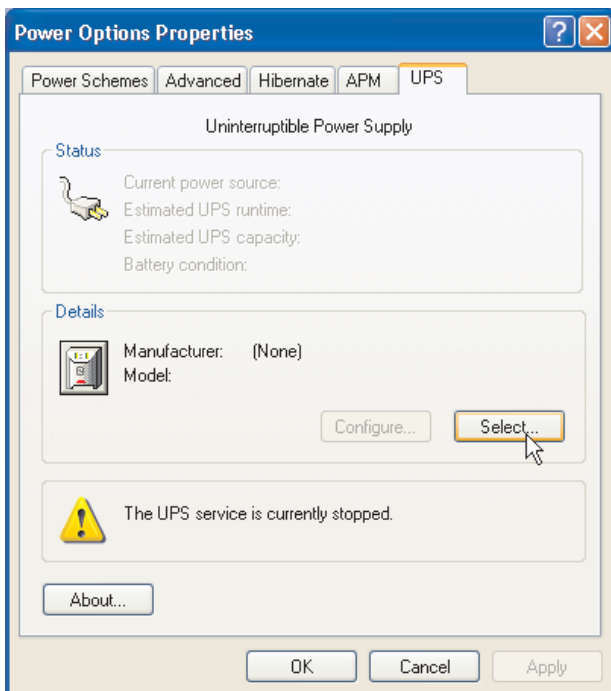 Power Options Properties
Power Schemes Advanced Hibernate APM UPS
Uninterruptible Power Supply
Status
Current power source:
Estimated UPS runtime:
Estimated UPS capacity:
Battery condition:
Details
Manufacturer: (None)
Model:
Configure... Select...
The UPS service is currently stopped.
About...
OK Cancel Apply